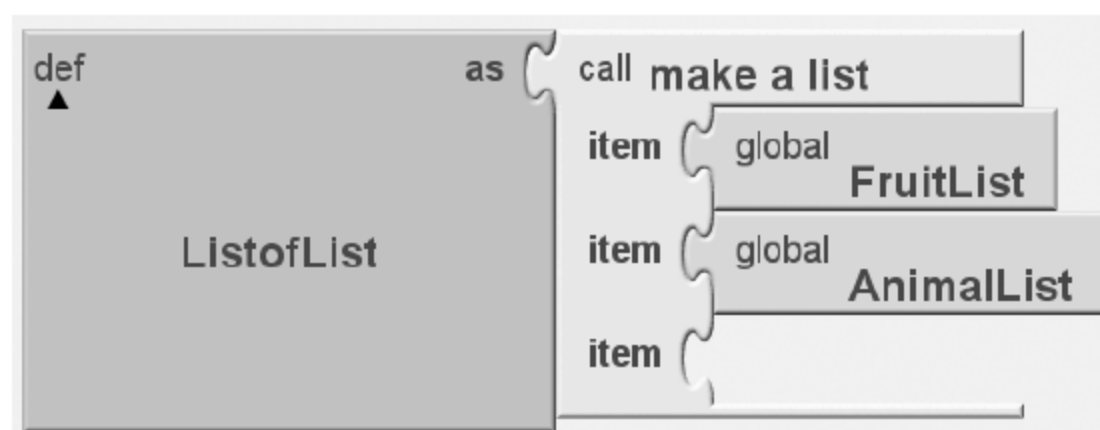 def as call make a list
item global
FruitList
ListofList
item global
AnimalList
item